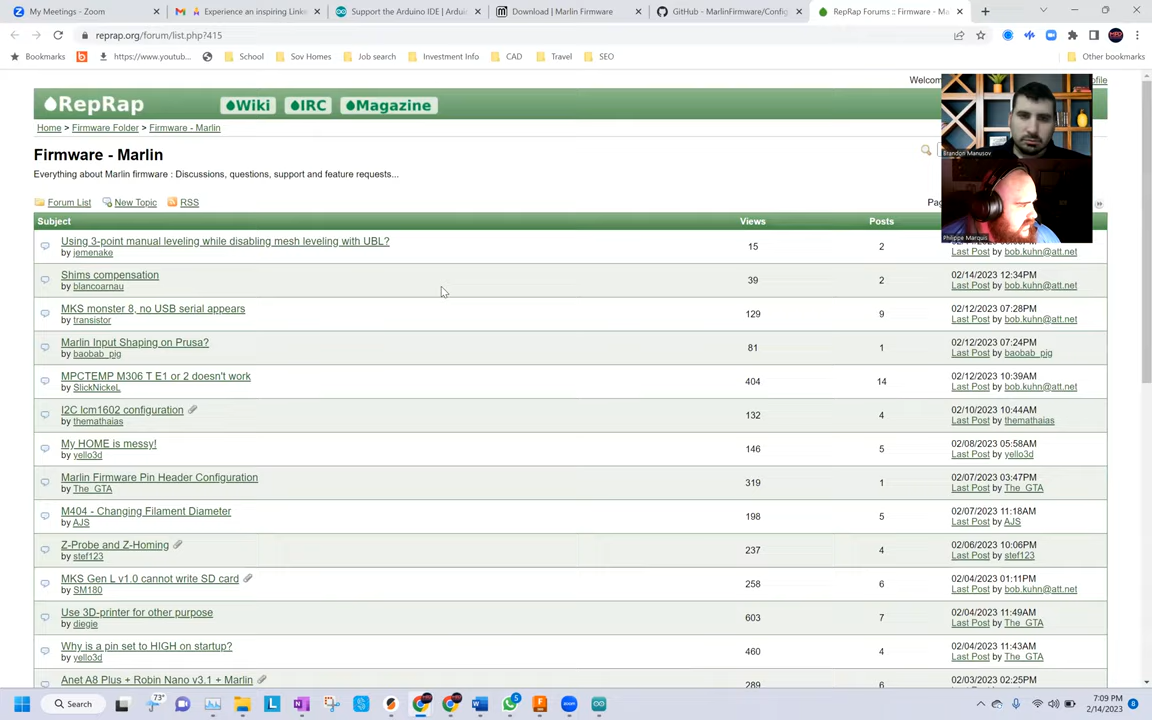 My Meetings - Zoom
Experience an inspiring Linke
Support the Arduino IDE | Ardui
Download | Marlin Firmware
GitHub - MarlinFirmware/Config
RepRap Forums :: Firmware - Ma
reprap.org/forum/list.php?415
Bookmarks
https://www.youtub...
School
Sov Homes
Job search
Investment Info
CAD
Travel
SEO
Other bookmarks
Welcom
ofile
RepRap
Wiki
IRC
Magazine
Home > Firmware Folder > Firmware - Marlin
Brandon Manusov
Firmware - Marlin
Everything about Marlin firmware : Discussions, questions, support and feature requests...
Forum List
New Topic
RSS
Pag
Philippe Marquis
Subject Views Posts
Using 3-point manual leveling while disabling mesh leveling with UBL? 15 2
by jemenake Last Post by bob.kuhn@att.net
Shims compensation 39 2 02/14/2023 12:34PM
by blancoarnau Last Post by bob.kuhn@att.net
MKS monster 8, no USB serial appears 129 9 02/12/2023 07:28PM
by transistor Last Post by bob.kuhn@att.net
Marlin Input Shaping on Prusa? 81 1 02/12/2023 07:24PM
by baobab_pig Last Post by baobab_pig
MPCTEMP M306 T E1 or 2 doesn't work 404 14 02/12/2023 10:39AM
by SlickNickeL Last Post by bob.kuhn@att.net
I2C lcm1602 configuration 132 4 02/10/2023 10:44AM
by themathaias Last Post by themathaias
My HOME is messy! 146 5 02/08/2023 05:58AM
by yello3d Last Post by yello3d
Marlin Firmware Pin Header Configuration 319 1 02/07/2023 03:47PM
by The_GTA Last Post by The_GTA
M404 - Changing Filament Diameter 198 5 02/07/2023 11:18AM
by AJS Last Post by AJS
Z-Probe and Z-Homing 237 4 02/06/2023 10:06PM
by stef123 Last Post by stef123
MKS Gen L v1.0 cannot write SD card 258 6 02/04/2023 01:11PM
by SM180 Last Post by bob.kuhn@att.net
Use 3D-printer for other purpose 603 7 02/04/2023 11:49AM
by diegie Last Post by The_GTA
Why is a pin set to HIGH on startup? 460 4 02/04/2023 11:43AM
by yello3d Last Post by The_GTA
Anet A8 Plus + Robin Nano v3.1 + Marlin 289 6 02/03/2023 02:25PM
Search
73°
5
7:09 PM
2/14/2023
8